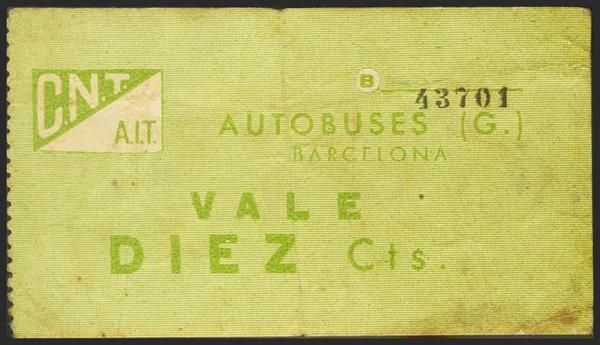 C.N.T.
A.I.T.
B
43701
AUTOBUSES (G.)
BARCELONA
VALE
DIEZ Cts.